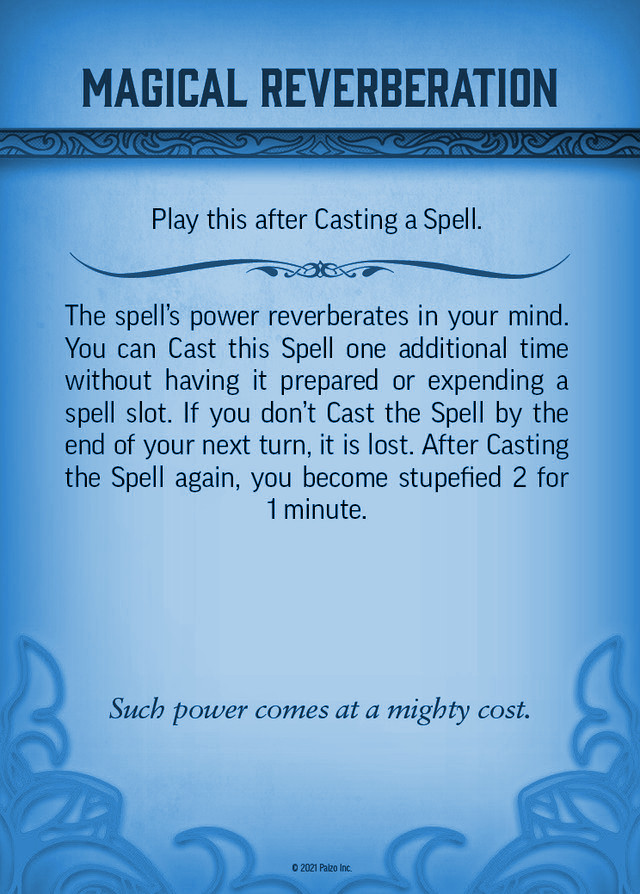 MAGICAL REVERBERATION
Play this after Casting a Spell.
The spell’s power reverberates in your mind.
You can Cast this Spell one additional time
without having it prepared or expending a
spell slot. If you don’t Cast the Spell by the
end of your next turn, it is lost. After Casting
the Spell again, you become stupefied 2 for
1 minute.
Such power comes at a mighty cost.
© 2021 Paizo Inc.